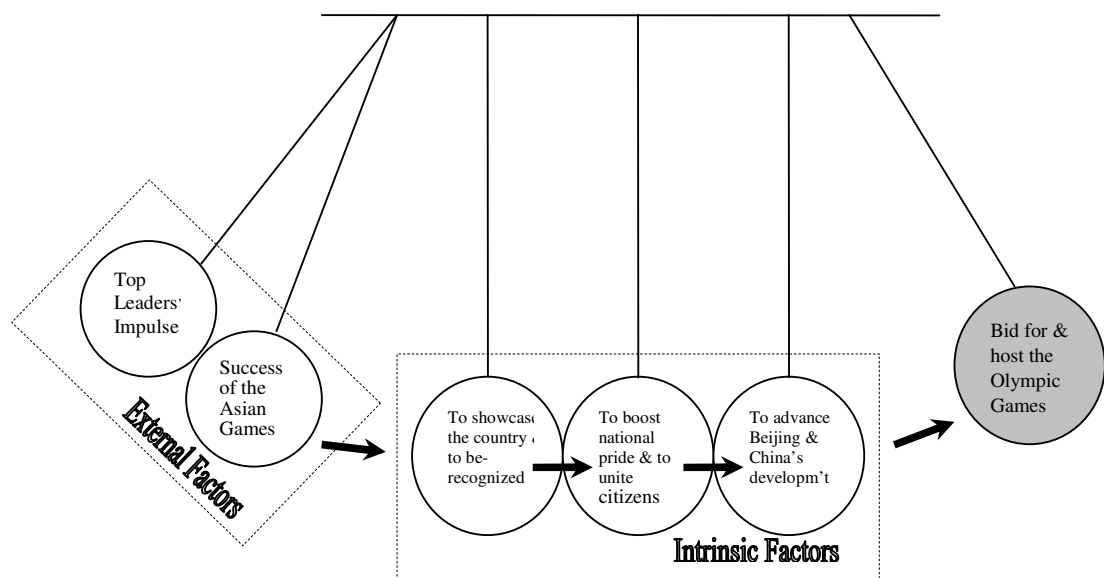 Top
Leaders'
Impulse
Success
of the
Asian
Games
External Factors
To showcase
the country
to be-
recognized
To boost
national
pride & to
unite
citizens
To advance
Beijing &
China's
developm't
Intrinsic Factors
Bid for &
host the
Olympic
Games